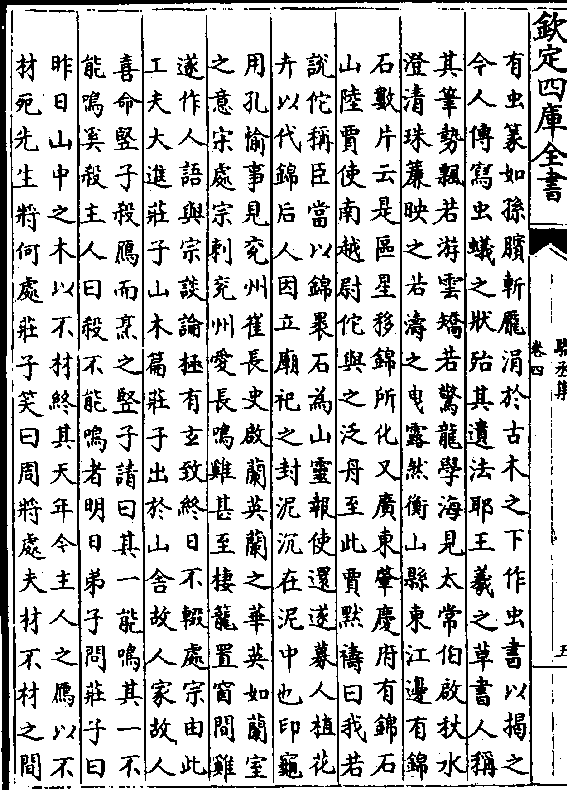 欽定四庫全書
駱丞集
卷四
五
有虫篆如孫臏斬龐涓於古木之下作虫書以揭之
今人傳寫虫蟻之狀殆其遺法耶王羲之草書人稱
其筆勢飄若游雲矯若驚龍學海見太常伯啟秋水
澄清珠簾映之若濤之曳露然衡山縣東江邊有錦
石數片云是區星移錦所化又廣東肇慶府有錦石
山陸賈使南越尉佗與之泛舟至此賈默禱曰我若
說佗稱臣當以錦褁石為山靈報使還遂募人植花
卉以代錦后人因立廟祀之封泥沉在泥中也印龜
用孔愉事見兖州崔長史啟蘭英蘭之華英如蘭室
之意宋處宗刺兖州愛長鳴雞甚至棲籠置窗間雞
遂作人語與宗談論極有玄致終日不輟處宗由此
工夫大進莊子山木篇莊子出於山舍故人家故人
喜命竪子殺鴈而烹之竪子請曰其一能鳴其一不
能鳴奚殺主人曰殺不能鳴者明日弟子問莊子曰
昨日山中之木以不材終其天年今主人之鴈以不
材死先生將何處莊子笑曰周將處夫材不材之間